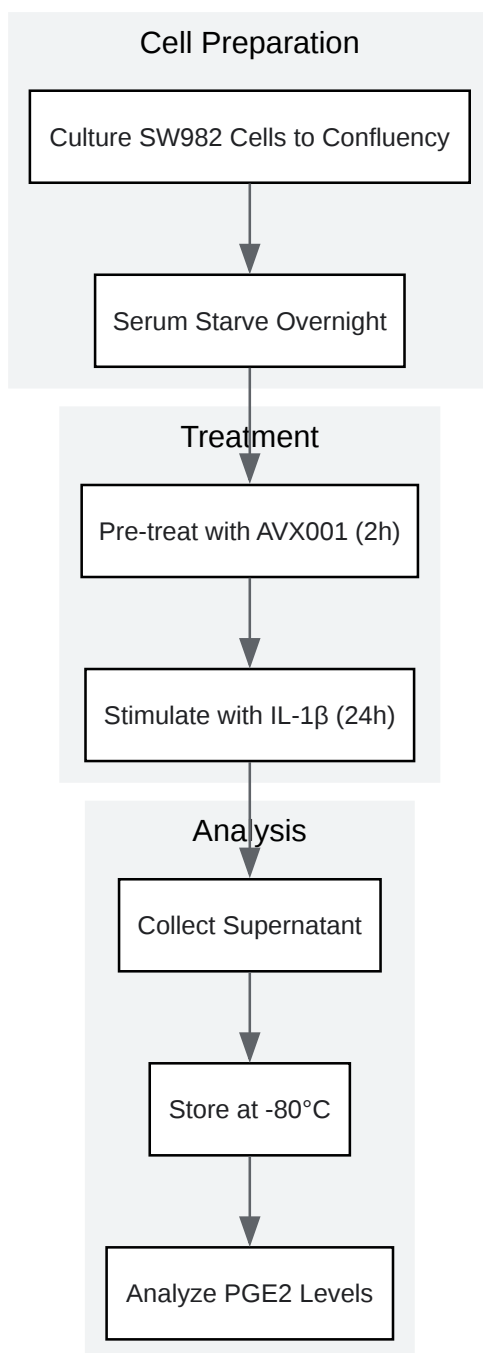 Cell Preparation
Culture SW982 Cells to Confluency
Serum Starve Overnight
Treatment
Pre-treat with AVX001 (2h)
Stimulate with IL-1β (24h)
Analysis
Collect Supernatant
Store at -80°C
Analyze PGE2 Levels